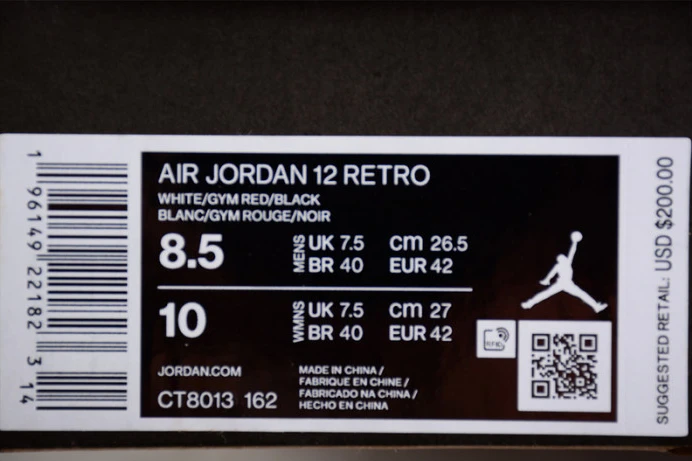 AIR JORDAN 12 RETRO
WHITE/GYM RED/BLACK
BLANC/GYM ROUGE/NOIR
8.5
MENS
UK 7.5 cm 26.5
BR 40 EUR 42
10
WMNS
UK 7.5 cm 27
BR 40 EUR 42
RFID
JORDAN.COM
CT8013 162
MADE IN CHINA /
FABRIQUE EN CHINE /
FABRICADO NA CHINA /
HECHO EN CHINA
1 96149 22182 3 14
SUGGESTED RETAIL: USD $200.00